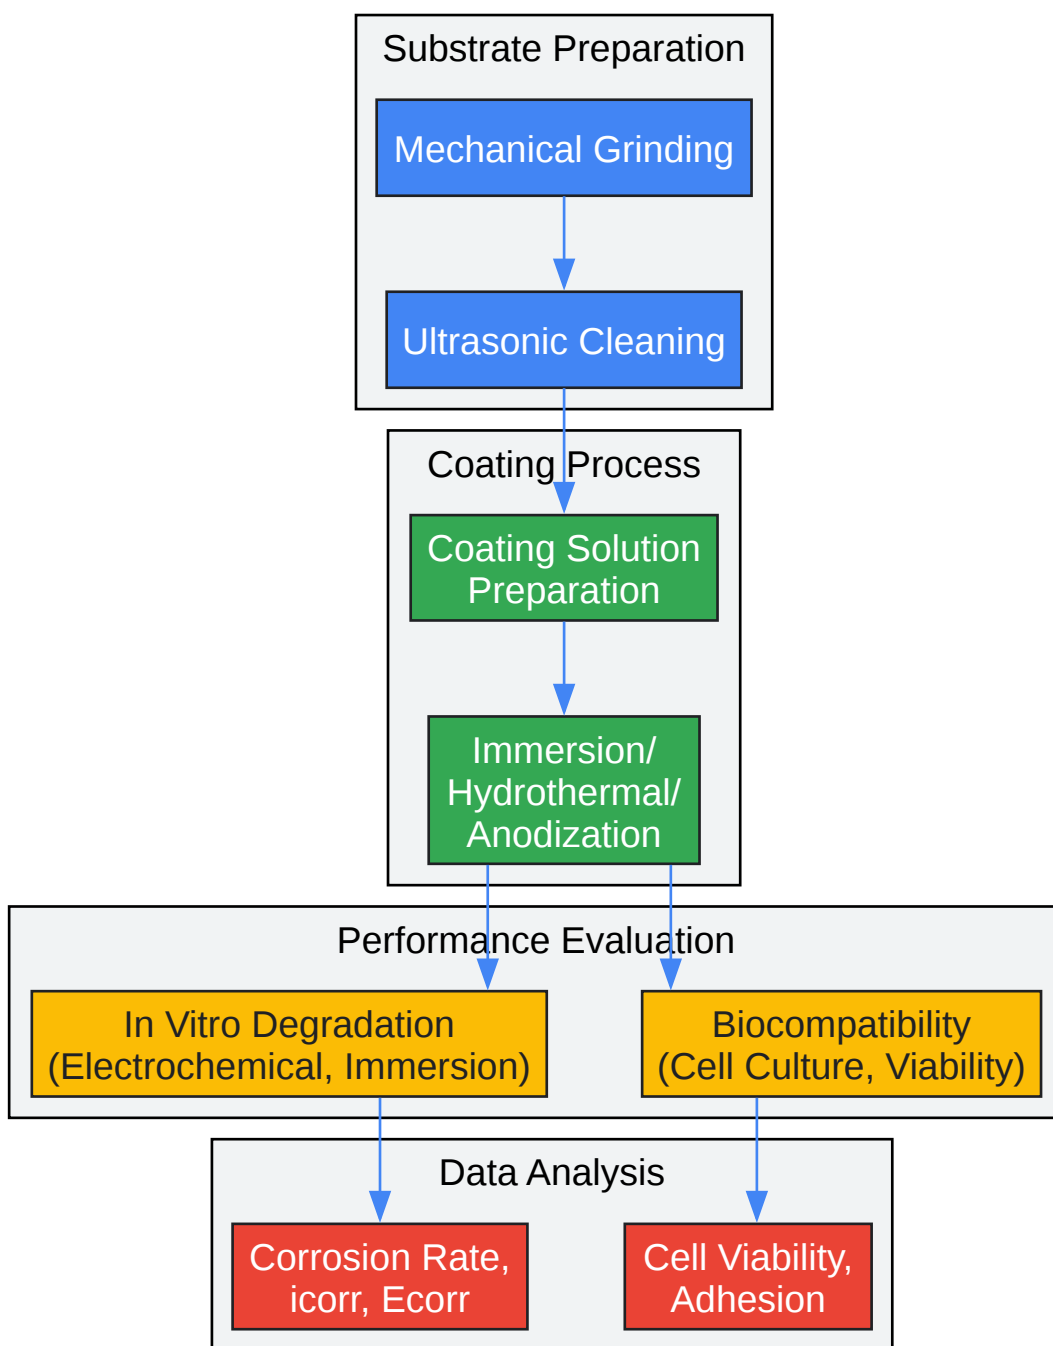 Substrate Preparation
Mechanical Grinding
Ultrasonic Cleaning
Coating Process
Coating Solution
Preparation
Immersion/
Hydrothermal/
Anodization
Performance Evaluation
In Vitro Degradation
(Electrochemical, Immersion)
Biocompatibility
(Cell Culture, Viability)
Data Analysis
Corrosion Rate,
icorr, Ecorr
Cell Viability,
Adhesion